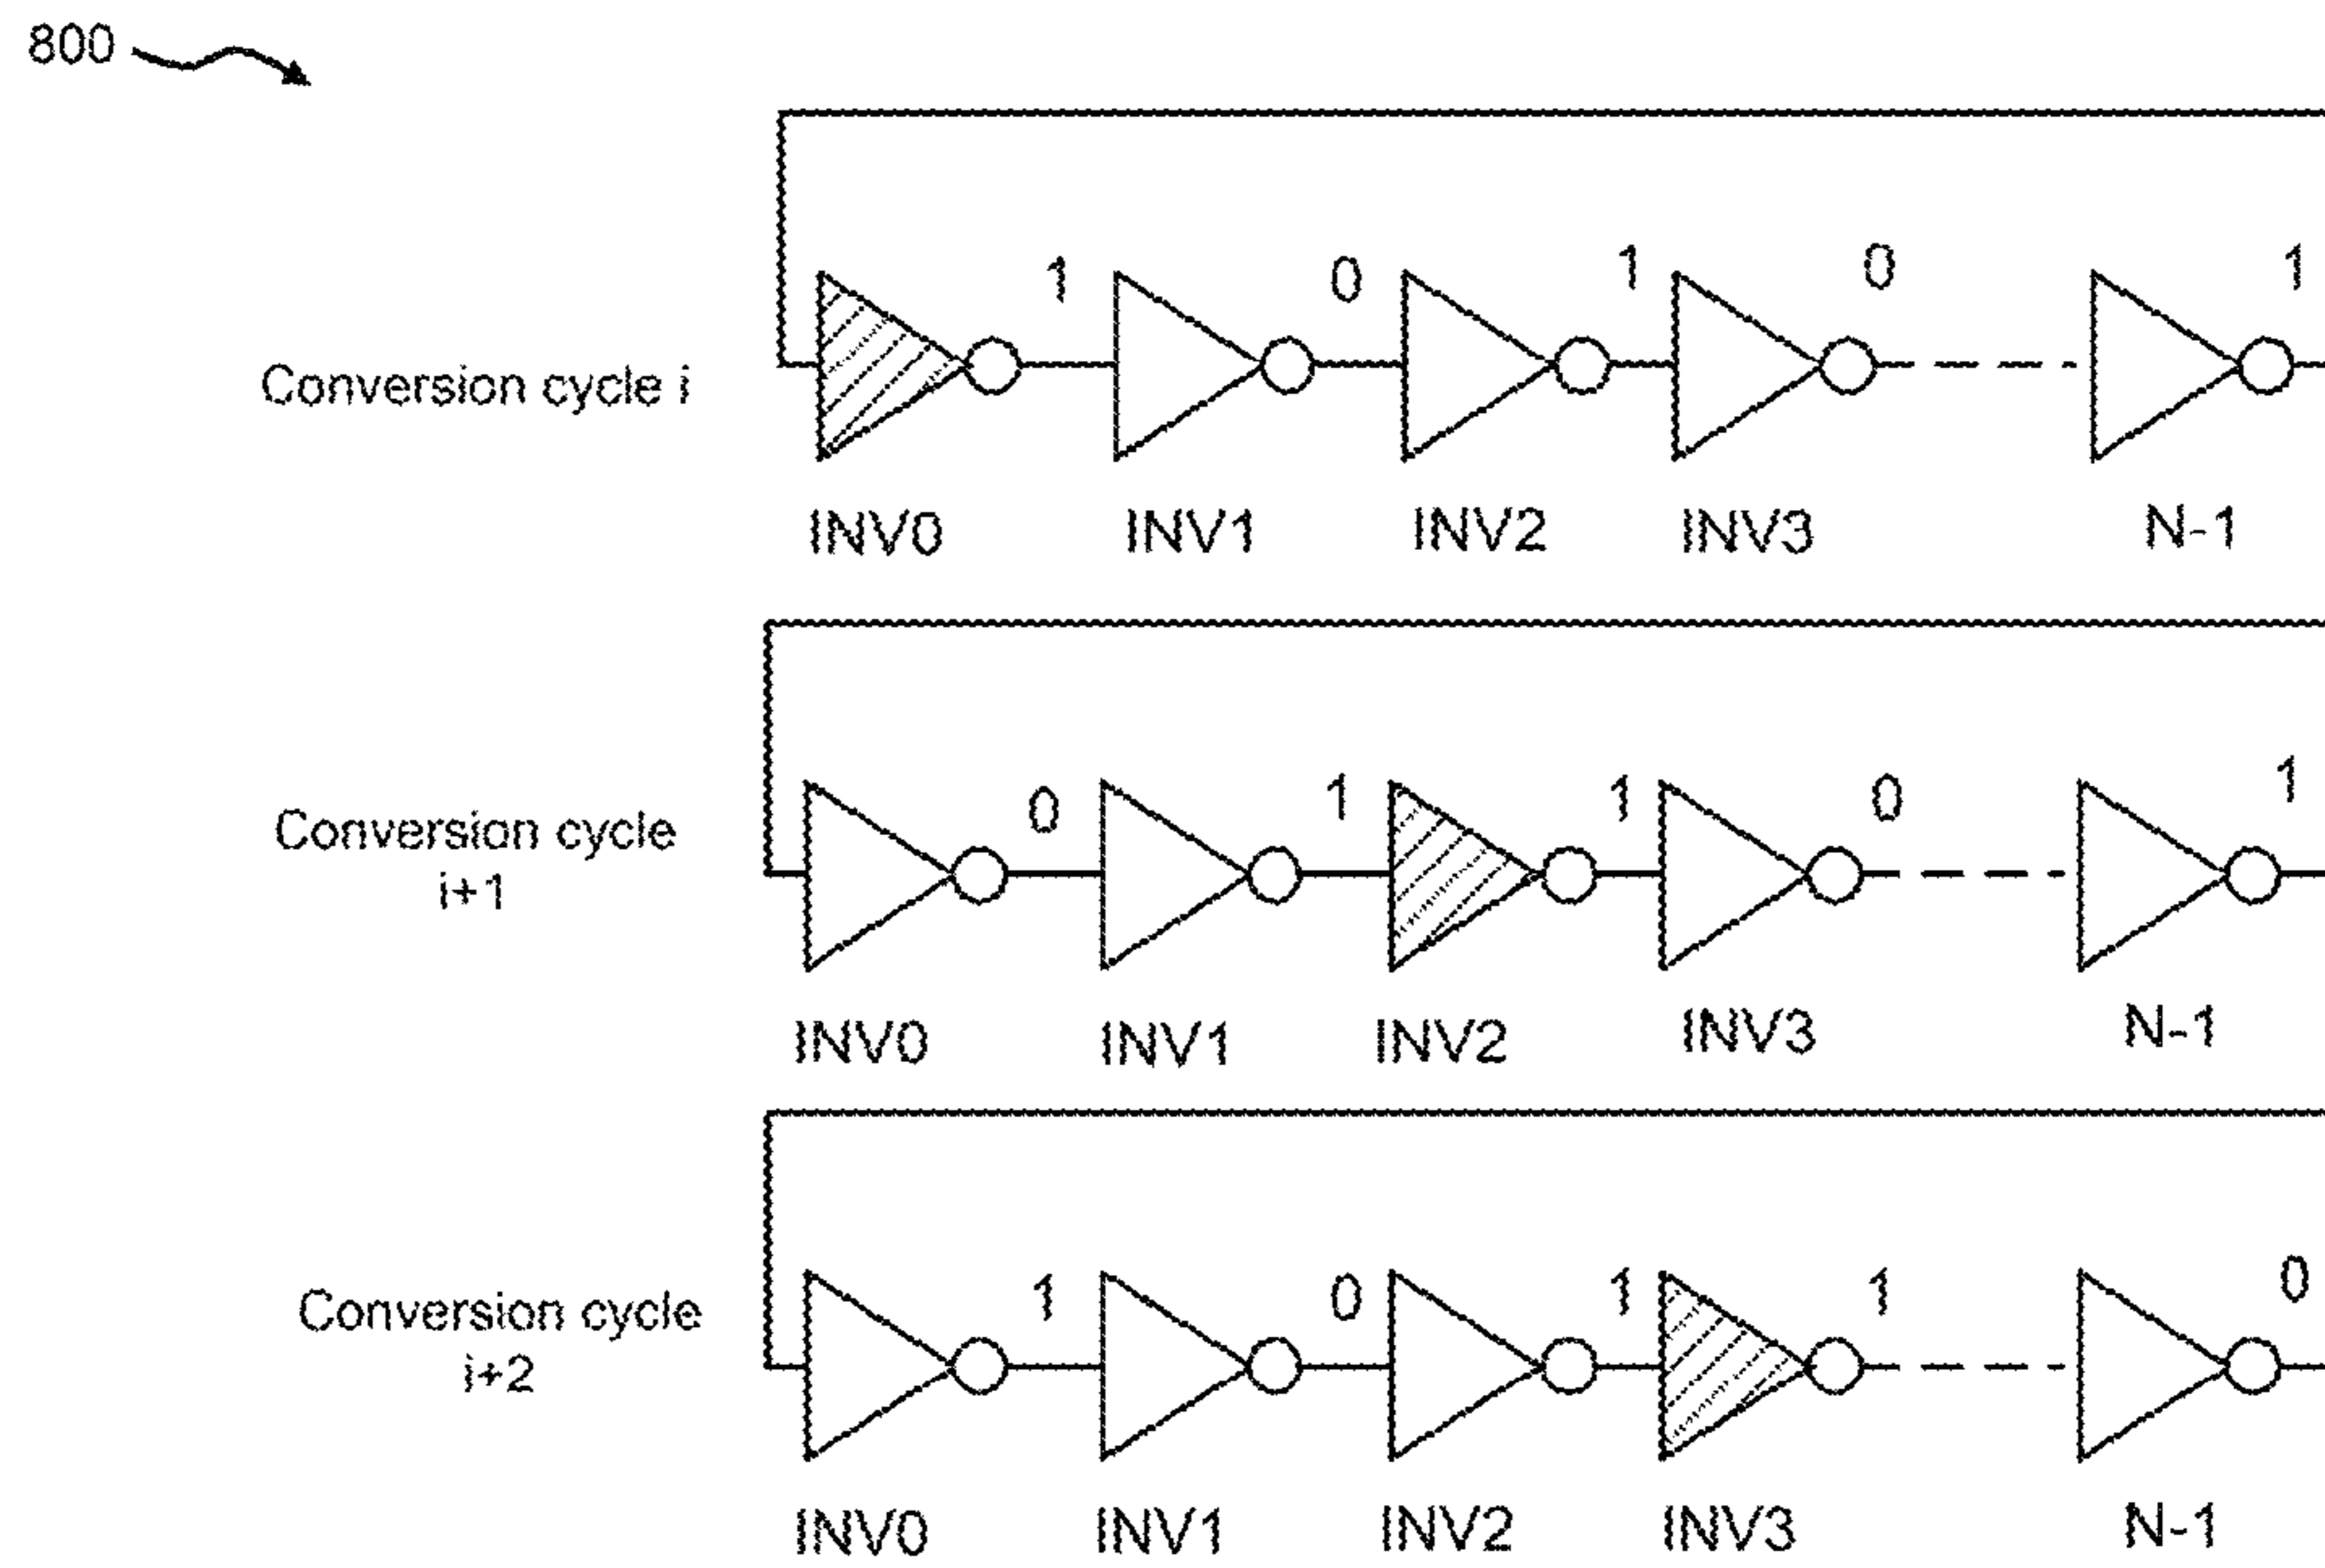 800
1 0 1 0 1
Conversion cycle i
INV0 INV1 INV2 INV3 N-1
0 1 1 0 1
Conversion cycle
i+1
INV0 INV1 INV2 INV3 N-1
1 0 1 1 0
Conversion cycle
i+2
INV0 INV1 INV2 INV3 N-1